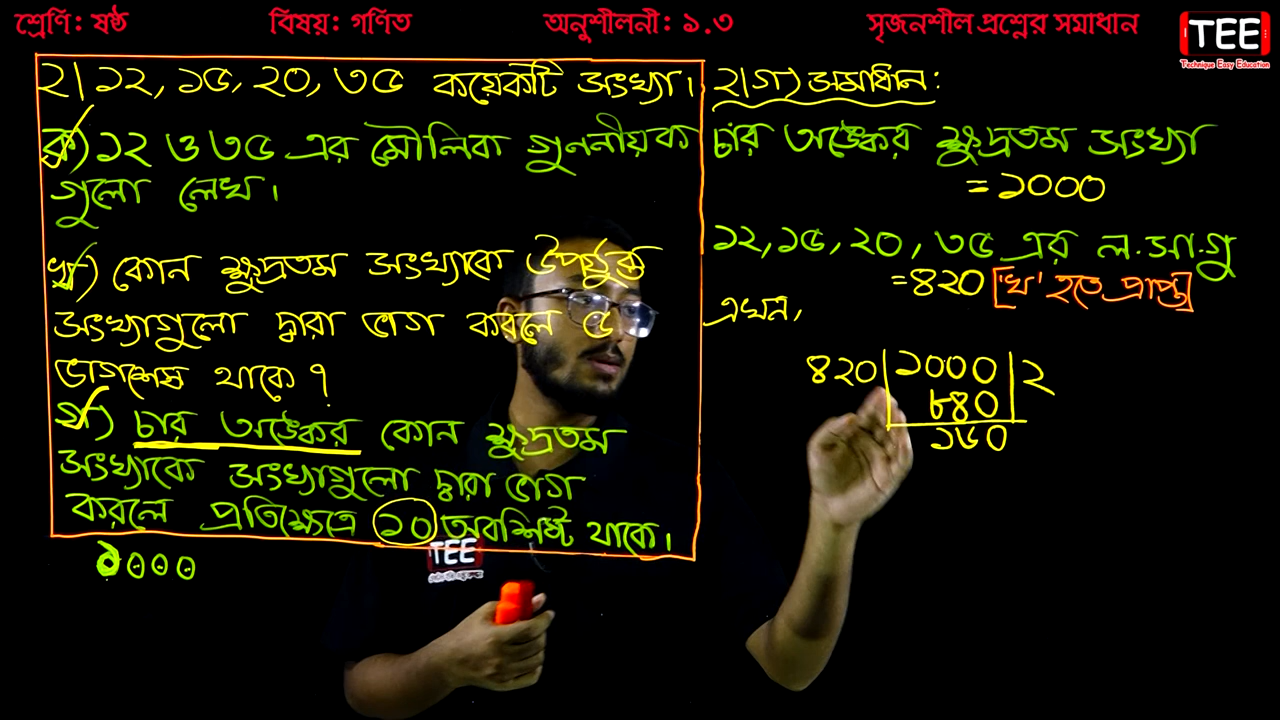 শ্রেণি: ষষ্ঠ
বিষয়: গণিত
অনুশীলনী: ১.৩
সৃজনশীল প্রশ্নের সমাধান
TEE
Technique Easy Education
২। ১২, ১৫, ২০, ৩৫ কয়েকটি সংখ্যা।
ক) ১২ ও ৩৫ এর মৌলিক গুননীয়ক
গুলো লেখ।
খ) কোন ক্ষুদ্রতম সংখ্যাকে উপর্যুক্ত
সংখ্যাগুলো দ্বারা ভাগ করলে ৫
ভাগশেষ থাকে ?
গ) চার অঙ্কের কোন ক্ষুদ্রতম
সংখ্যাকে সংখ্যাগুলো দ্বারা ভাগ
করলে প্রতিক্ষেত্রে ১০ অবশিষ্ট থাকে।
১০০০
২।গ) সমাধান:
চার অঙ্কের ক্ষুদ্রতম সংখ্যা
= ১০০০
১২, ১৫, ২০, ৩৫ এর ল.সা.গু
= ৪২০ ['খ' হতে প্রাপ্ত]
এখন,
৪২০ | ১০০০ | ২
৮৪০
১৬০
TEE